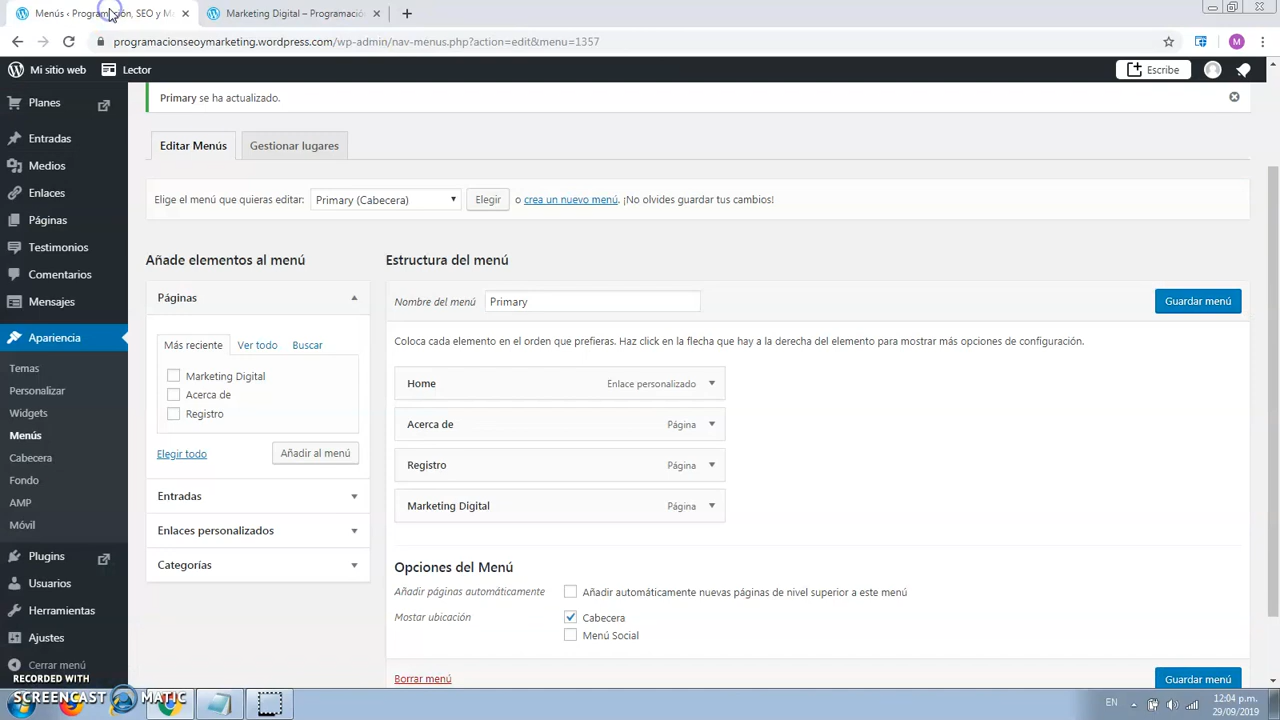 Menús ‹ Programación, SEO y M
Marketing Digital – Programació
programacionseoymarketing.wordpress.com/wp-admin/nav-menus.php?action=edit&menu=1357
M
Mi sitio web
Lector
Escribe
Planes
Entradas
Medios
Enlaces
Páginas
Testimonios
Comentarios
Mensajes
Apariencia
Temas
Personalizar
Widgets
Menús
Cabecera
Fondo
AMP
Móvil
Plugins
Usuarios
Herramientas
Ajustes
Cerrar menú
Primary se ha actualizado.
Editar Menús
Gestionar lugares
Elige el menú que quieras editar: Primary (Cabecera) Elegir o crea un nuevo menú. ¡No olvides guardar tus cambios!
Añade elementos al menú
Páginas
Más reciente
Ver todo
Buscar
Marketing Digital
Acerca de
Registro
Elegir todo
Añadir al menú
Entradas
Enlaces personalizados
Categorías
Estructura del menú
Nombre del menú Primary
Guardar menú
Coloca cada elemento en el orden que prefieras. Haz click en la flecha que hay a la derecha del elemento para mostrar más opciones de configuración.
Home Enlace personalizado
Acerca de Página
Registro Página
Marketing Digital Página
Opciones del Menú
Añadir páginas automáticamente Añadir automáticamente nuevas páginas de nivel superior a este menú
Mostar ubicación Cabecera
Menú Social
Borrar menú
Guardar menú
RECORDED WITH
SCREENCAST MATIC
EN
12:04 p.m.
29/09/2019